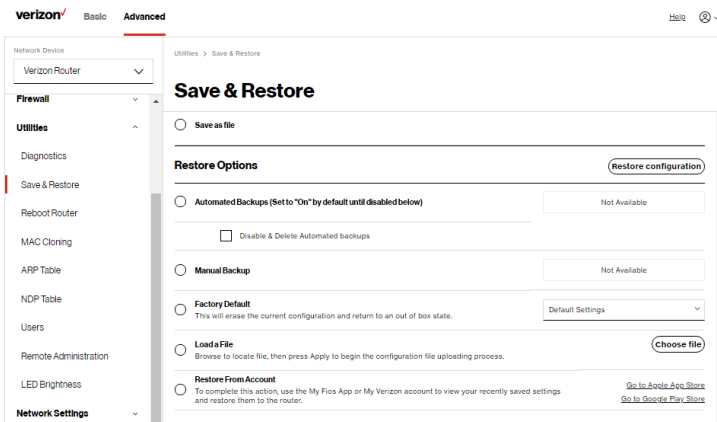 verizon✓ Basic Advanced Help
Network Device
Verizon Router
Firewall
Utilities
Diagnostics
Save & Restore
Reboot Router
MAC Cloning
ARP Table
NDP Table
Users
Remote Administration
LED Brightness
Network Settings
Utilities > Save & Restore
Save & Restore
Save as file
Restore Options Restore configuration
Automated Backups (Set to "On" by default until disabled below) Not Available
Disable & Delete Automated backups
Manual Backup Not Available
Factory Default
This will erase the current configuration and return to an out of box state.
Default Settings
Load a File
Browse to locate file, then press Apply to begin the configuration file uploading process.
Choose file
Restore From Account
To complete this action, use the My Fios App or My Verizon account to view your recently saved settings
and restore them to the router.
Go to Apple App Store
Go to Google Play Store